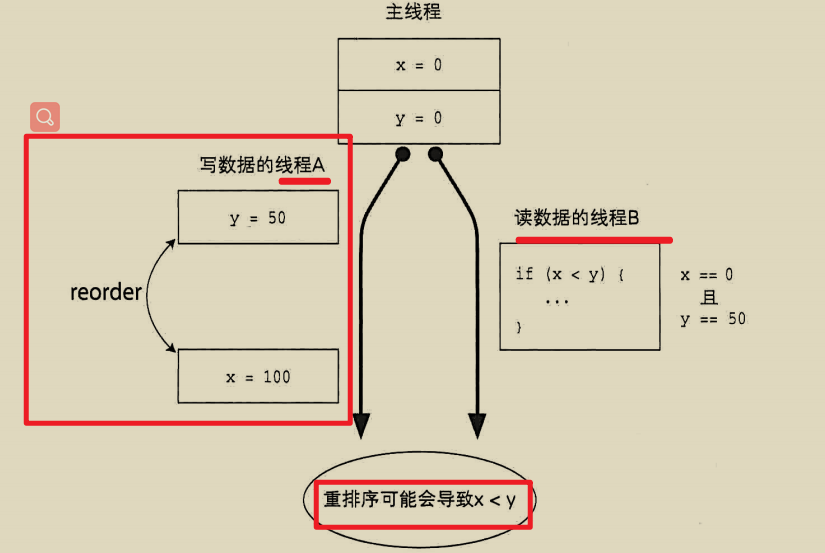 主线程
x = 0
y = 0
写数据的线程A
y = 50
reorder
x = 100
读数据的线程B
if (x < y) {
...
}
x == 0
且
y == 50
重排序可能会导致x < y